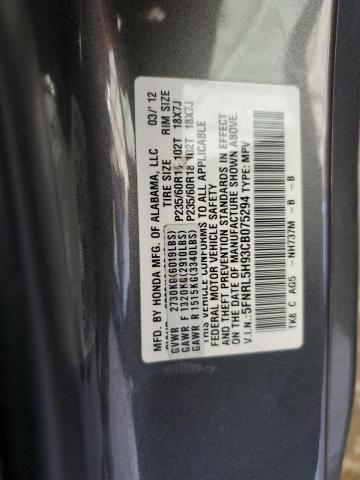 MFD. BY HONDA MFG. OF ALABAMA, LLC 03/'12
TIRE SIZE RIM SIZE
GVWR 2730KG(6019LBS)
GAWR F 1320KG(2910LBS) P235/60R18 102T 18X7J
GAWR R 1515KG(3340LBS) P235/60R18 102T 18X7J
THIS VEHICLE CONFORMS TO ALL APPLICABLE
FEDERAL MOTOR VEHICLE SAFETY
AND THEFT PREVENTION STANDARDS IN EFFECT
ON THE DATE OF MANUFACTURE SHOWN ABOVE.
V.I.N.: 5FNRL5H93CB075294 TYPE: MPV
TK8 C AG5 - NH737M - B - B